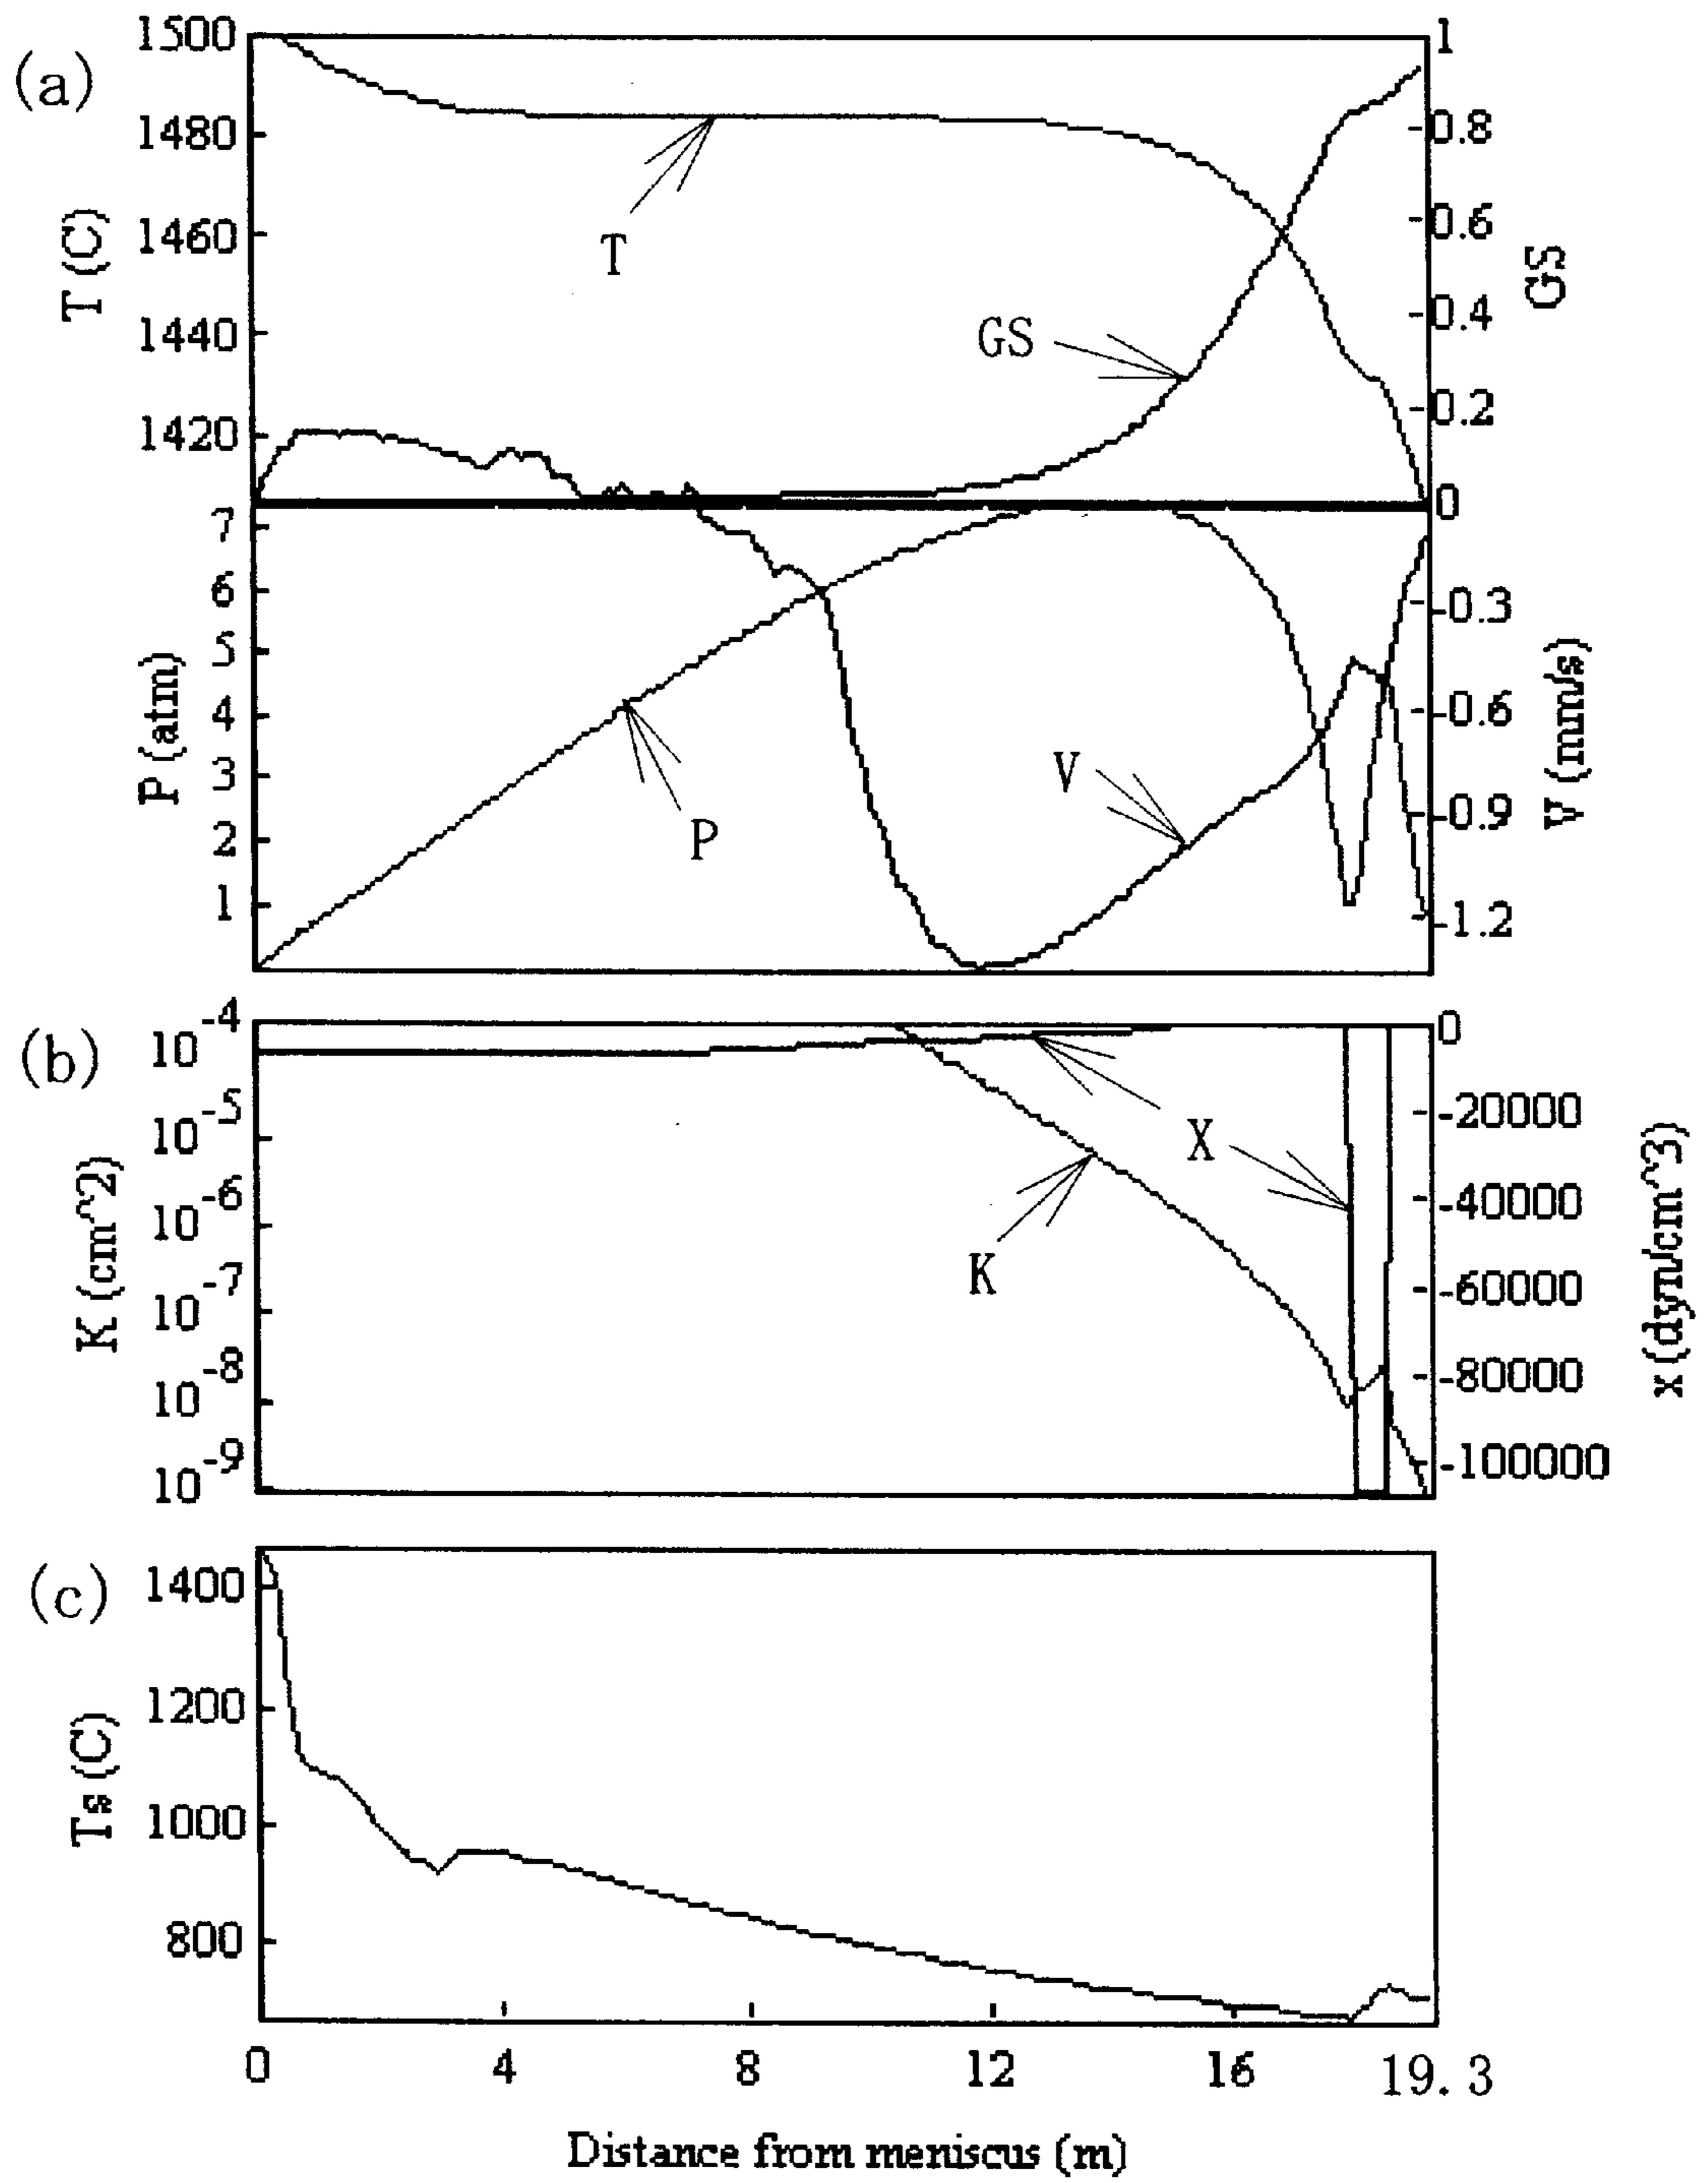 (a)
T (C)
1500
1480
1460
1440
1420
T
GS
1
0.8
0.6
0.4
0.2
0
GS
P (atm)
7
6
5
4
3
2
1
P
V
-0.3
-0.6
-0.9
-1.2
V (mm/s)
(b)
K (cm^2)
10^-4
10^-5
10^-6
10^-7
10^-8
10^-9
K
X
0
-20000
-40000
-60000
-80000
-100000
x (dyn/cm^3)
(c)
Ts (C)
1400
1200
1000
800
0 4 8 12 16 19.3
Distance from meniscus (m)